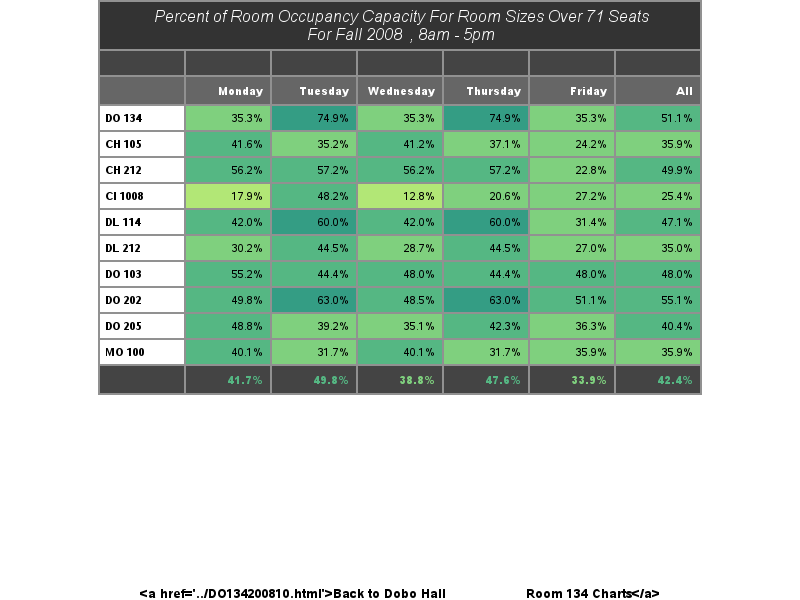 Percent of Room Occupancy Capacity For Room Sizes Over 71 Seats
For Fall 2008 , 8am - 5pm
Monday Tuesday Wednesday Thursday Friday All
DO 134 35.3% 74.9% 35.3% 74.9% 35.3% 51.1%
CH 105 41.6% 35.2% 41.2% 37.1% 24.2% 35.9%
CH 212 56.2% 57.2% 56.2% 57.2% 22.8% 49.9%
CI 1008 17.9% 48.2% 12.8% 20.6% 27.2% 25.4%
DL 114 42.0% 60.0% 42.0% 60.0% 31.4% 47.1%
DL 212 30.2% 44.5% 28.7% 44.5% 27.0% 35.0%
DO 103 55.2% 44.4% 48.0% 44.4% 48.0% 48.0%
DO 202 49.8% 63.0% 48.5% 63.0% 51.1% 55.1%
DO 205 48.8% 39.2% 35.1% 42.3% 36.3% 40.4%
MO 100 40.1% 31.7% 40.1% 31.7% 35.9% 35.9%
41.7% 49.8% 38.8% 47.6% 33.9% 42.4%
<a href='../DO134200810.html'>Back to Dobo Hall Room 134 Charts</a>